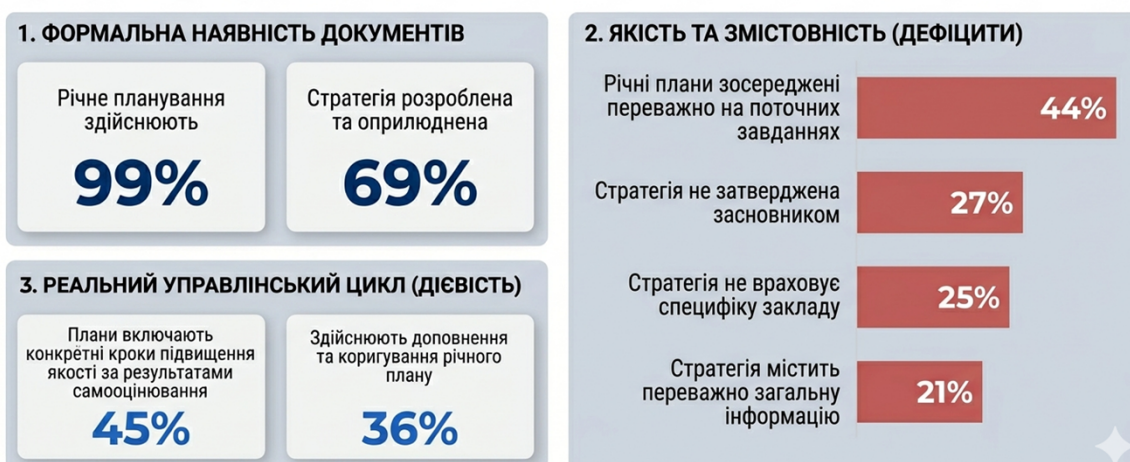 1. ФОРМАЛЬНА НАЯВНІСТЬ ДОКУМЕНТІВ
Річне планування
здійснюють
99%
Стратегія розроблена
та оприлюднена
69%
2. ЯКІСТЬ ТА ЗМІСТОВНІСТЬ (ДЕФІЦИТИ)
Річні плани зосереджені
переважно на поточних
завданнях
44%
Стратегія не затверджена
засновником
27%
Стратегія не враховує
специфіку закладу
25%
Стратегія містить
переважно загальну
інформацію
21%
3. РЕАЛЬНИЙ УПРАВЛІНСЬКИЙ ЦИКЛ (ДІЄВІСТЬ)
Плани включають
конкретні кроки підвищення
якості за результатами
самооцінювання
45%
Здійснюють доповнення
та коригування річного
плану
36%